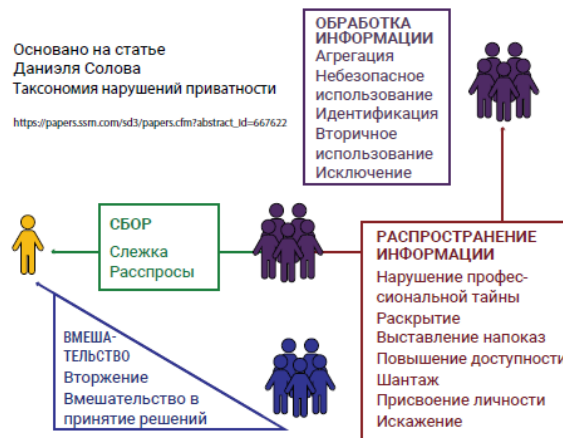 Основано на статье
Даниэля Солова
Таксономия нарушений приватности
https://papers.ssrn.com/sd3/papers.cfm?abstract_Id=667622
ОБРАБОТКА
ИНФОРМАЦИИ
Агрегация
Небезопасное
использование
Идентификация
Вторичное
использование
Исключение
СБОР
Слежка
Расспросы
РАСПРОСТРАНЕНИЕ
ИНФОРМАЦИИ
Нарушение профес-
сиональной тайны
Раскрытие
Выставление напоказ
Повышение доступности
Шантаж
Присвоение личности
Искажение
ВМЕША-
ТЕЛЬСТВО
Вторжение
Вмешательство в
принятие решений